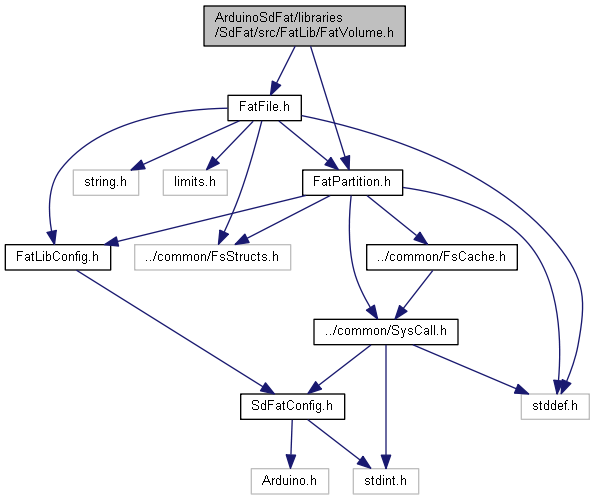 ArduinoSdFat/libraries
/SdFat/src/FatLib/FatVolume.h
FatFile.h
string.h
limits.h
FatPartition.h
FatLibConfig.h
../common/FsStructs.h
../common/FsCache.h
../common/SysCall.h
SdFatConfig.h
stddef.h
Arduino.h
stdint.h